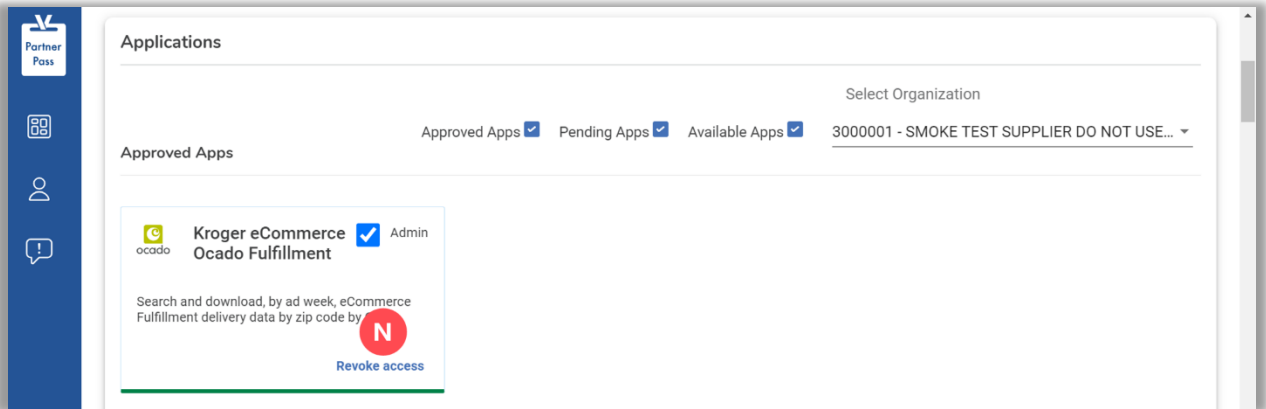 Partner
Pass
Applications
Select Organization
Approved Apps Pending Apps Available Apps 3000001 - SMOKE TEST SUPPLIER DO NOT USE...
Approved Apps
ocado
Kroger eCommerce Admin
Ocado Fulfillment
Search and download, by ad week, eCommerce
Fulfillment delivery data by zip code by
N
Revoke access